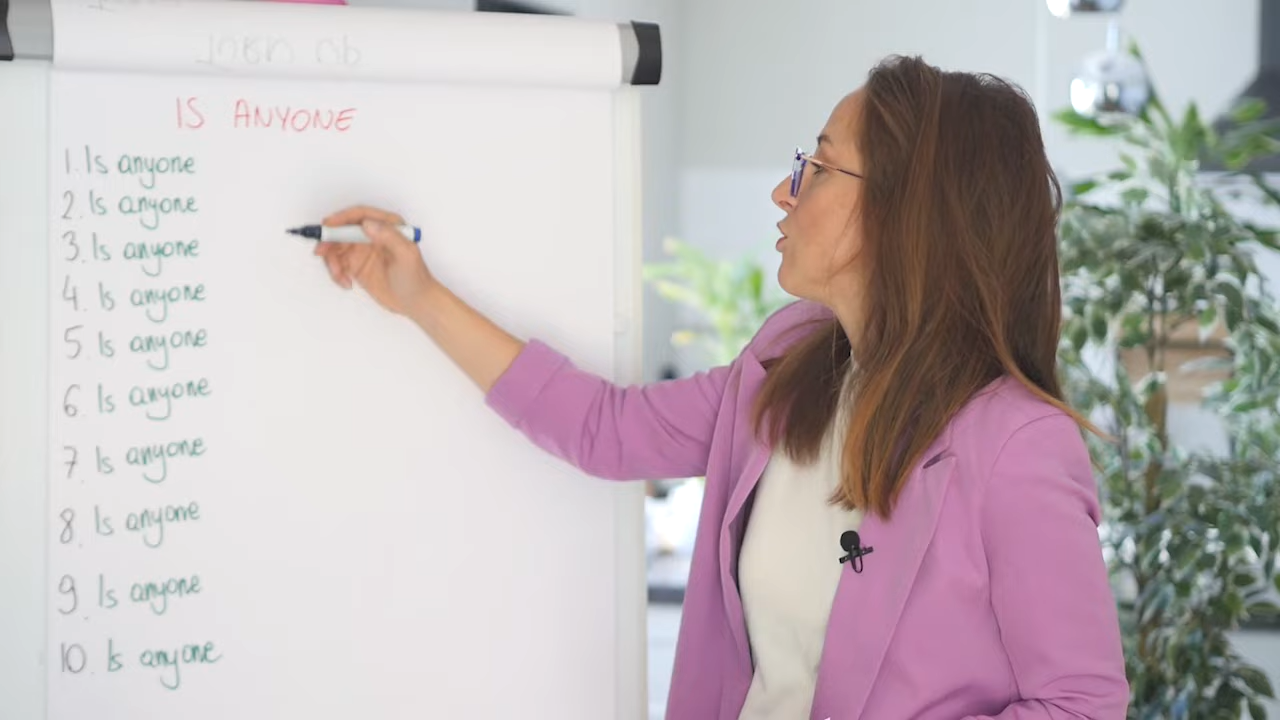 IS ANYONE
1. Is anyone
2. Is anyone
3. Is anyone
4. Is anyone
5. Is anyone
6. Is anyone
7. Is anyone
8. Is anyone
9. Is anyone
10. Is anyone